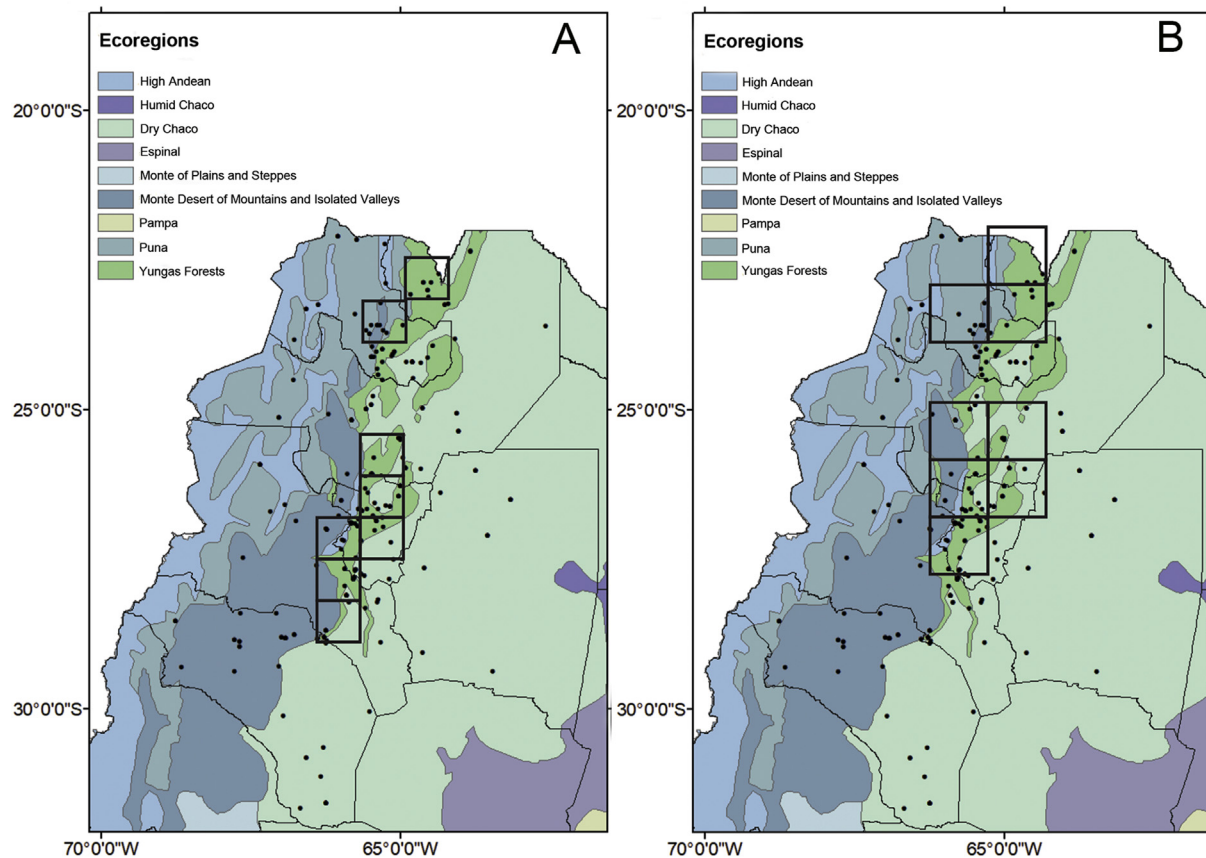 Ecoregions
A
High Andean
Humid Chaco
Dry Chaco
Espinal
Monte of Plains and Steppes
Monte Desert of Mountains and Isolated Valleys
Pampa
Puna
Yungas Forests
20°0'0"S
25°0'0"S
30°0'0"S
70°0'0"W
65°0'0"W
Ecoregions
B
High Andean
Humid Chaco
Dry Chaco
Espinal
Monte of Plains and Steppes
Monte Desert of Mountains and Isolated Valleys
Pampa
Puna
Yungas Forests
20°0'0"S
25°0'0"S
30°0'0"S
70°0'0"W
65°0'0"W